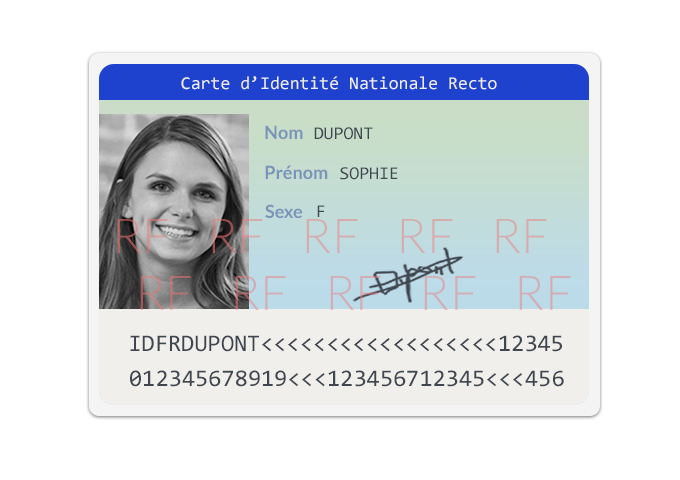 Carte d’Identité Nationale Recto
Nom DUPONT
Prénom SOPHIE
Sexe F
RF RF RF RF RF
Dupont
RF RF RF RF RF
IDFRDUPONT<<<<<<<<<<<<<<<<<<12345
012345678919<<<123456712345<<<456